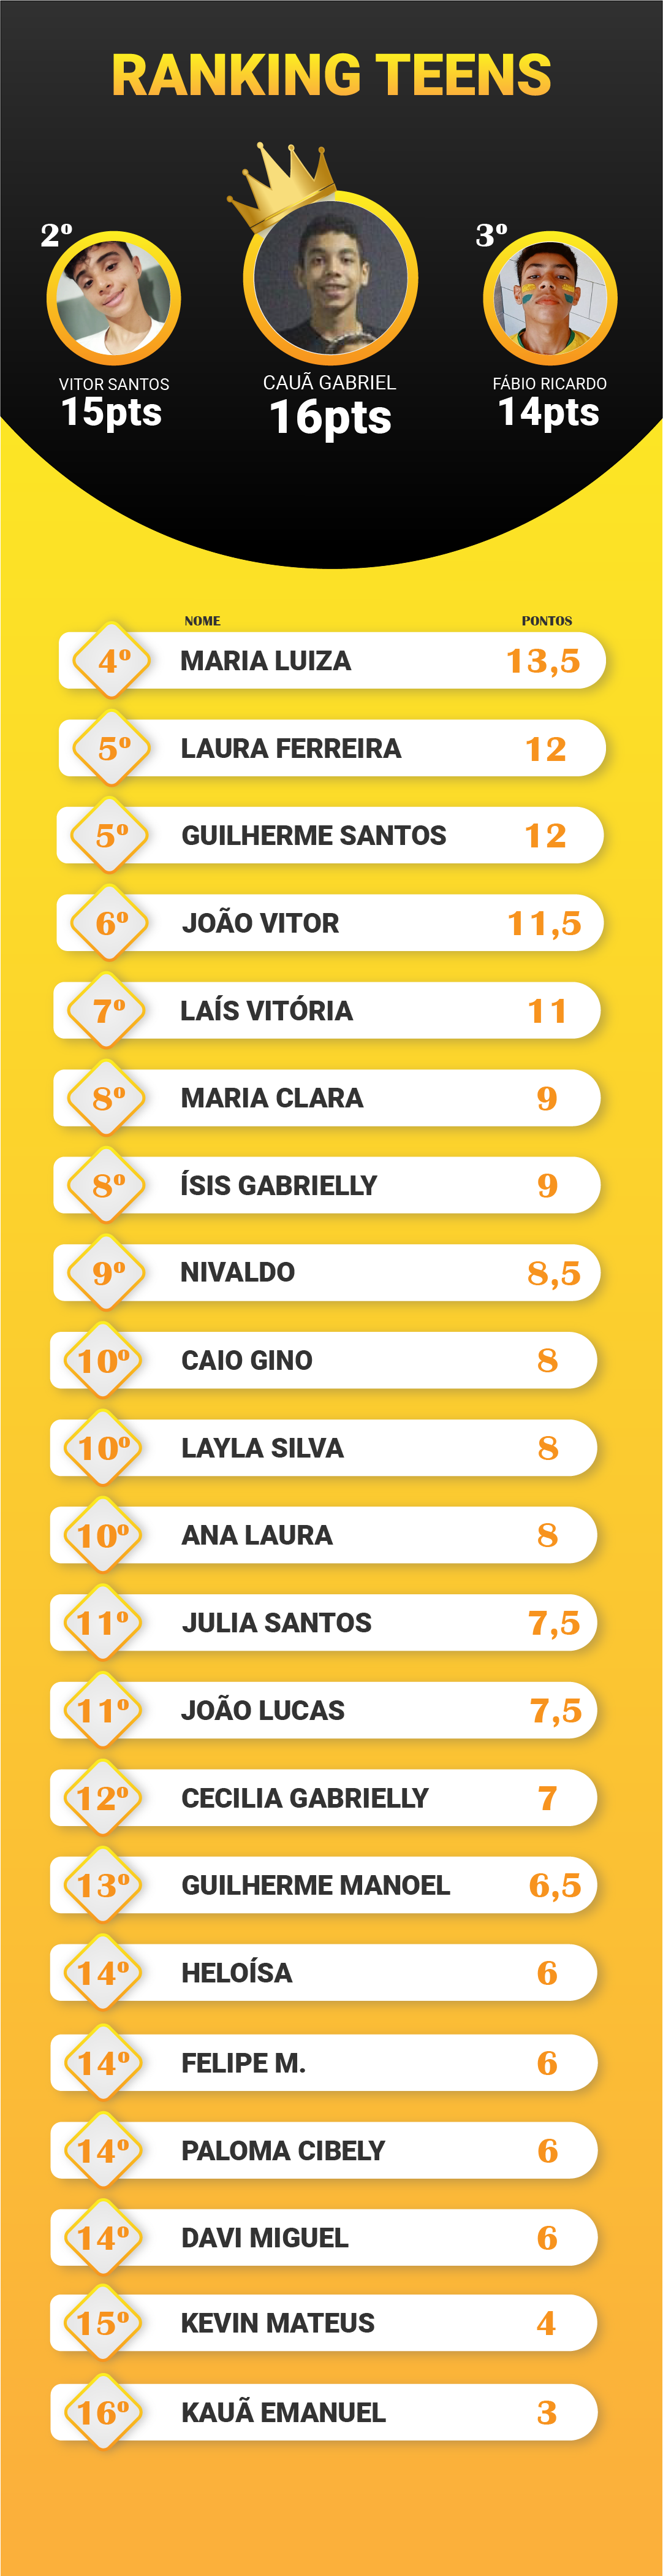 RANKING TEENS
2º
3º
VITOR SANTOS
15pts
CAUÃ GABRIEL
16pts
FÁBIO RICARDO
14pts
NOME PONTOS
4º MARIA LUIZA 13,5
5º LAURA FERREIRA 12
5º GUILHERME SANTOS 12
6º JOÃO VITOR 11,5
7º LAÍS VITÓRIA 11
8º MARIA CLARA 9
8º ÍSIS GABRIELLY 9
9º NIVALDO 8,5
10º CAIO GINO 8
10º LAYLA SILVA 8
10º ANA LAURA 8
11º JULIA SANTOS 7,5
11º JOÃO LUCAS 7,5
12º CECILIA GABRIELLY 7
13º GUILHERME MANOEL 6,5
14º HELOÍSA 6
14º FELIPE M. 6
14º PALOMA CIBELY 6
14º DAVI MIGUEL 6
15º KEVIN MATEUS 4
16º KAUÃ EMANUEL 3